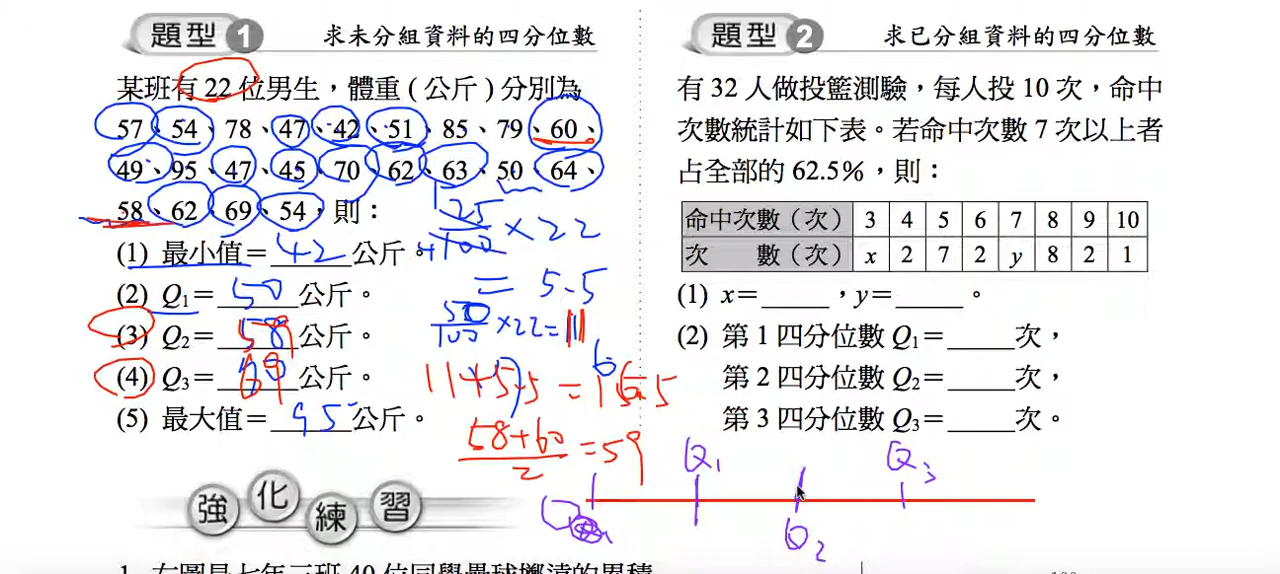 題型 1 求未分組資料的四分位數
某班有 22 位男生，體重 ( 公斤 ) 分別為
57、54、78、47、42、51、85、79、60、
49、95、47、45、70、62、63、50、64、
58、62、69、54，則：
(1) 最小值＝42公斤。
(2) Q1＝50公斤。
(3) Q2＝59公斤。
(4) Q3＝69公斤。
(5) 最大值＝95公斤。
25/100 × 22
= 5.5
50/100 × 22 = 11
11 + 5.5 = 16.5
(58+60)/2 = 59
強化練習
題型 2 求已分組資料的四分位數
有 32 人做投籃測驗，每人投 10 次，命中
次數統計如下表。若命中次數 7 次以上者
占全部的 62.5%，則：
命中次數（次） 3 4 5 6 7 8 9 10
次　　數（次） x 2 7 2 y 8 2 1
(1) x＝______，y＝______。
(2) 第 1 四分位數 Q1＝_____次，
第 2 四分位數 Q2＝_____次，
第 3 四分位數 Q3＝_____次。
Q1 Q3
Q2